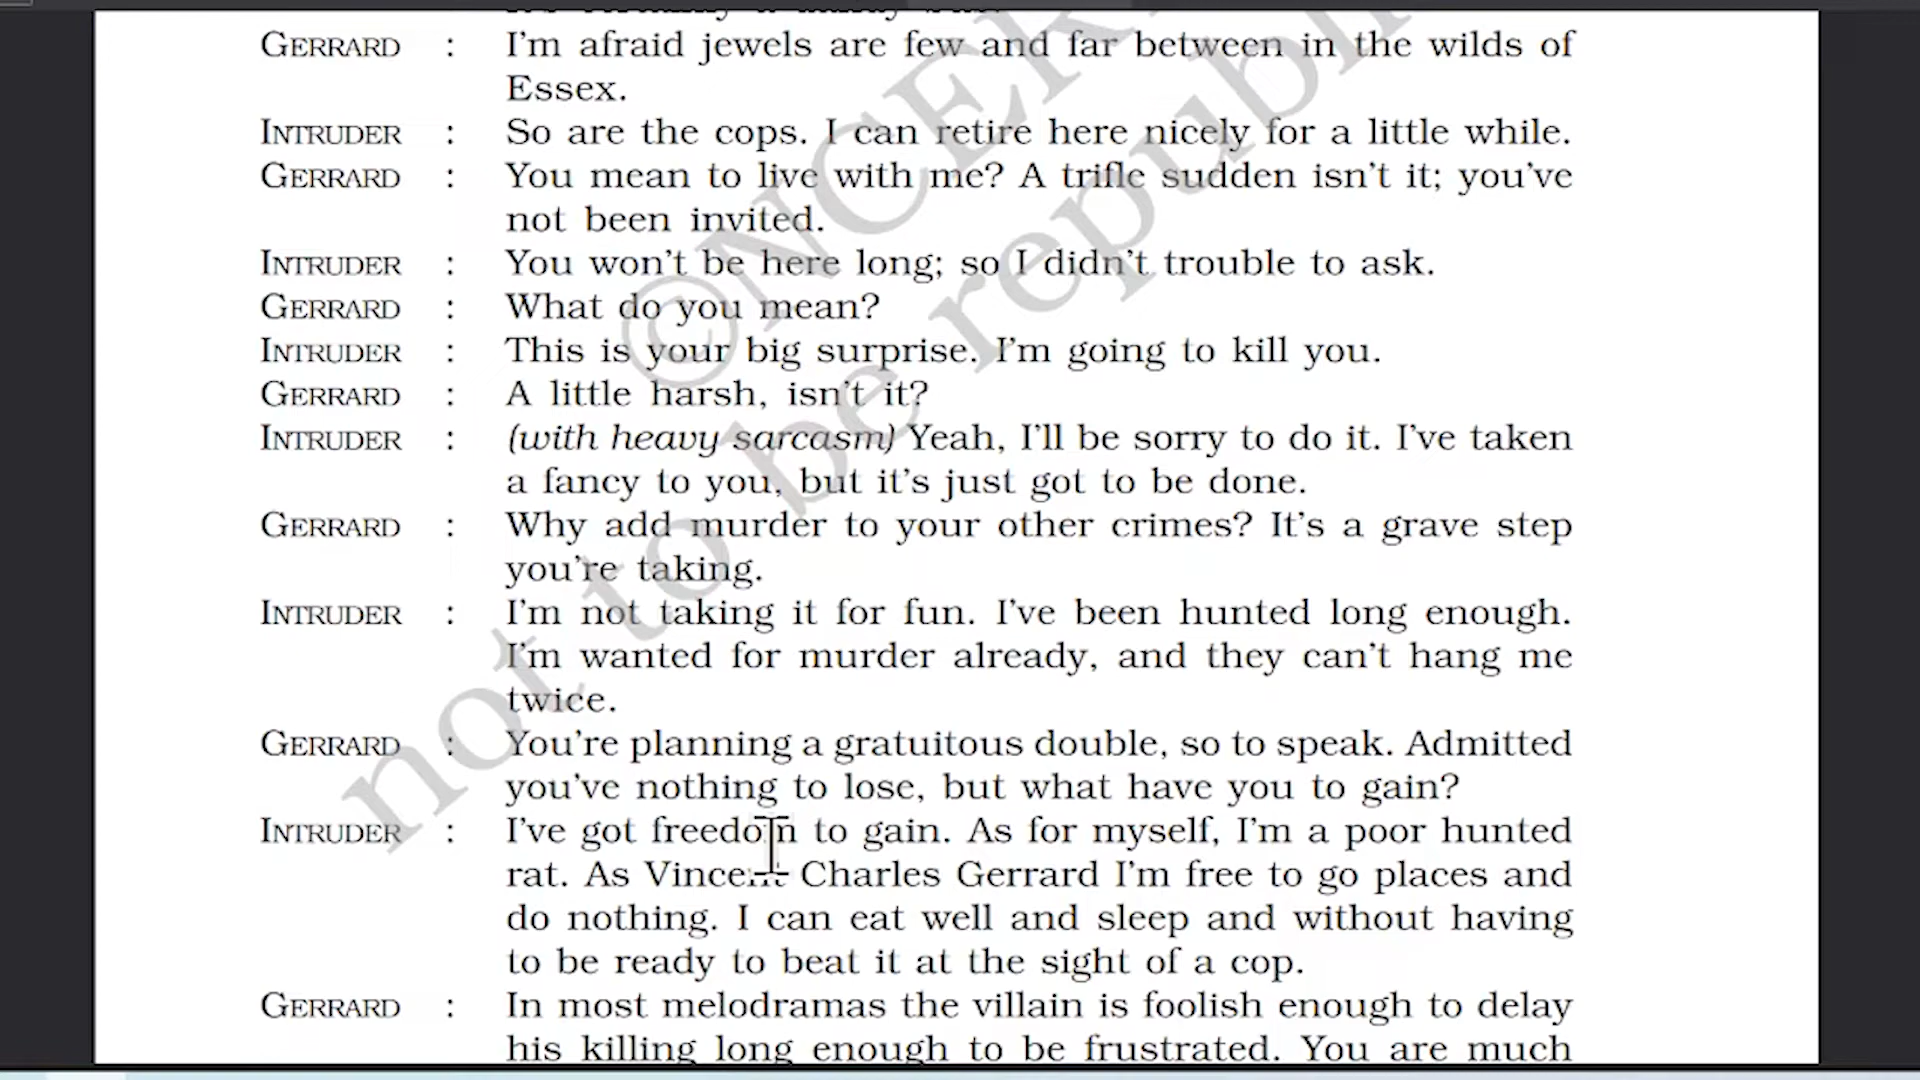 GERRARD : I'm afraid jewels are few and far between in the wilds of
Essex.
INTRUDER : So are the cops. I can retire here nicely for a little while.
GERRARD : You mean to live with me? A trifle sudden isn't it; you've
not been invited.
INTRUDER : You won't be here long; so I didn't trouble to ask.
GERRARD : What do you mean?
INTRUDER : This is your big surprise. I'm going to kill you.
GERRARD : A little harsh, isn't it?
INTRUDER : (with heavy sarcasm) Yeah, I'll be sorry to do it. I've taken
a fancy to you, but it's just got to be done.
GERRARD : Why add murder to your other crimes? It's a grave step
you're taking.
INTRUDER : I'm not taking it for fun. I've been hunted long enough.
I'm wanted for murder already, and they can't hang me
twice.
GERRARD : You're planning a gratuitous double, so to speak. Admitted
you've nothing to lose, but what have you to gain?
INTRUDER : I've got freedom to gain. As for myself, I'm a poor hunted
rat. As Vincent Charles Gerrard I'm free to go places and
do nothing. I can eat well and sleep and without having
to be ready to beat it at the sight of a cop.
GERRARD : In most melodramas the villain is foolish enough to delay
his killing long enough to be frustrated. You are much
©NCER
not to be republi